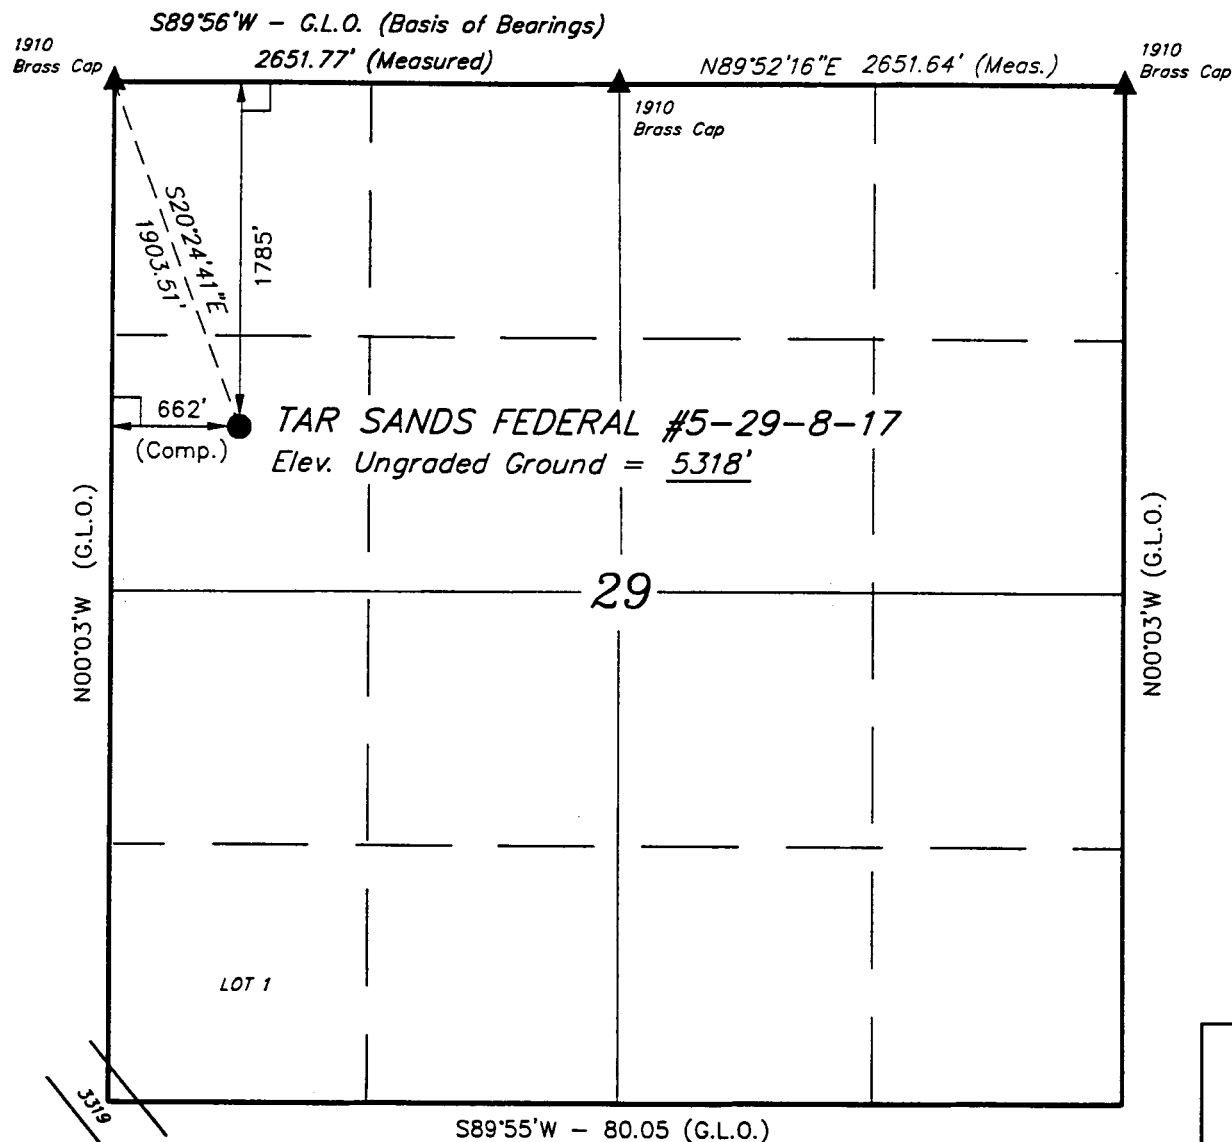 S89°56'W - G.L.O. (Basis of Bearings)
1910
Brass Cap
2651.77' (Measured)
N89°52'16"E 2651.64' (Meas.)
1910
Brass Cap
1910
Brass Cap
S20°24'41"E
1903.51'
1785'
662'
(Comp.)
TAR SANDS FEDERAL #5-29-8-17
Elev. Ungraded Ground = 5318'
N00°03'W (G.L.O.)
N00°03'W (G.L.O.)
29
LOT 1
3319
S89°55'W - 80.05 (G.L.O.)